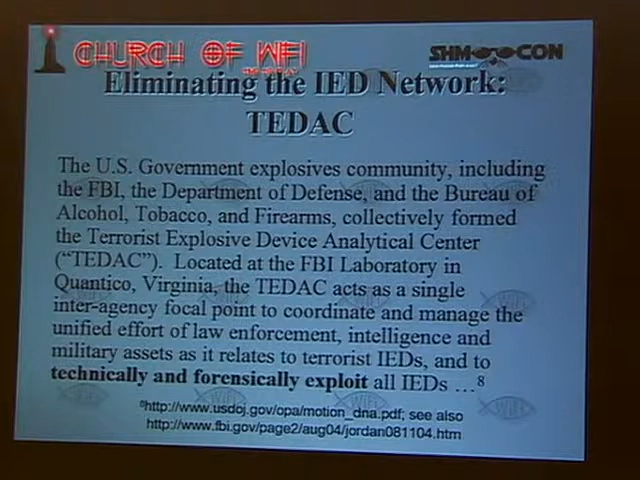 CHURCH OF WIFI
SHMOOCON
Eliminating the IED Network:
TEDAC
The U.S. Government explosives community, including
the FBI, the Department of Defense, and the Bureau of
Alcohol, Tobacco, and Firearms, collectively formed
the Terrorist Explosive Device Analytical Center
("TEDAC"). Located at the FBI Laboratory in
Quantico, Virginia, the TEDAC acts as a single
inter-agency focal point to coordinate and manage the
unified effort of law enforcement, intelligence and
military assets as it relates to terrorist IEDs, and to
technically and forensically exploit all IEDs …8
8http://www.usdoj.gov/opa/motion_dna.pdf; see also
http://www.fbi.gov/page2/aug04/jordan081104.htm